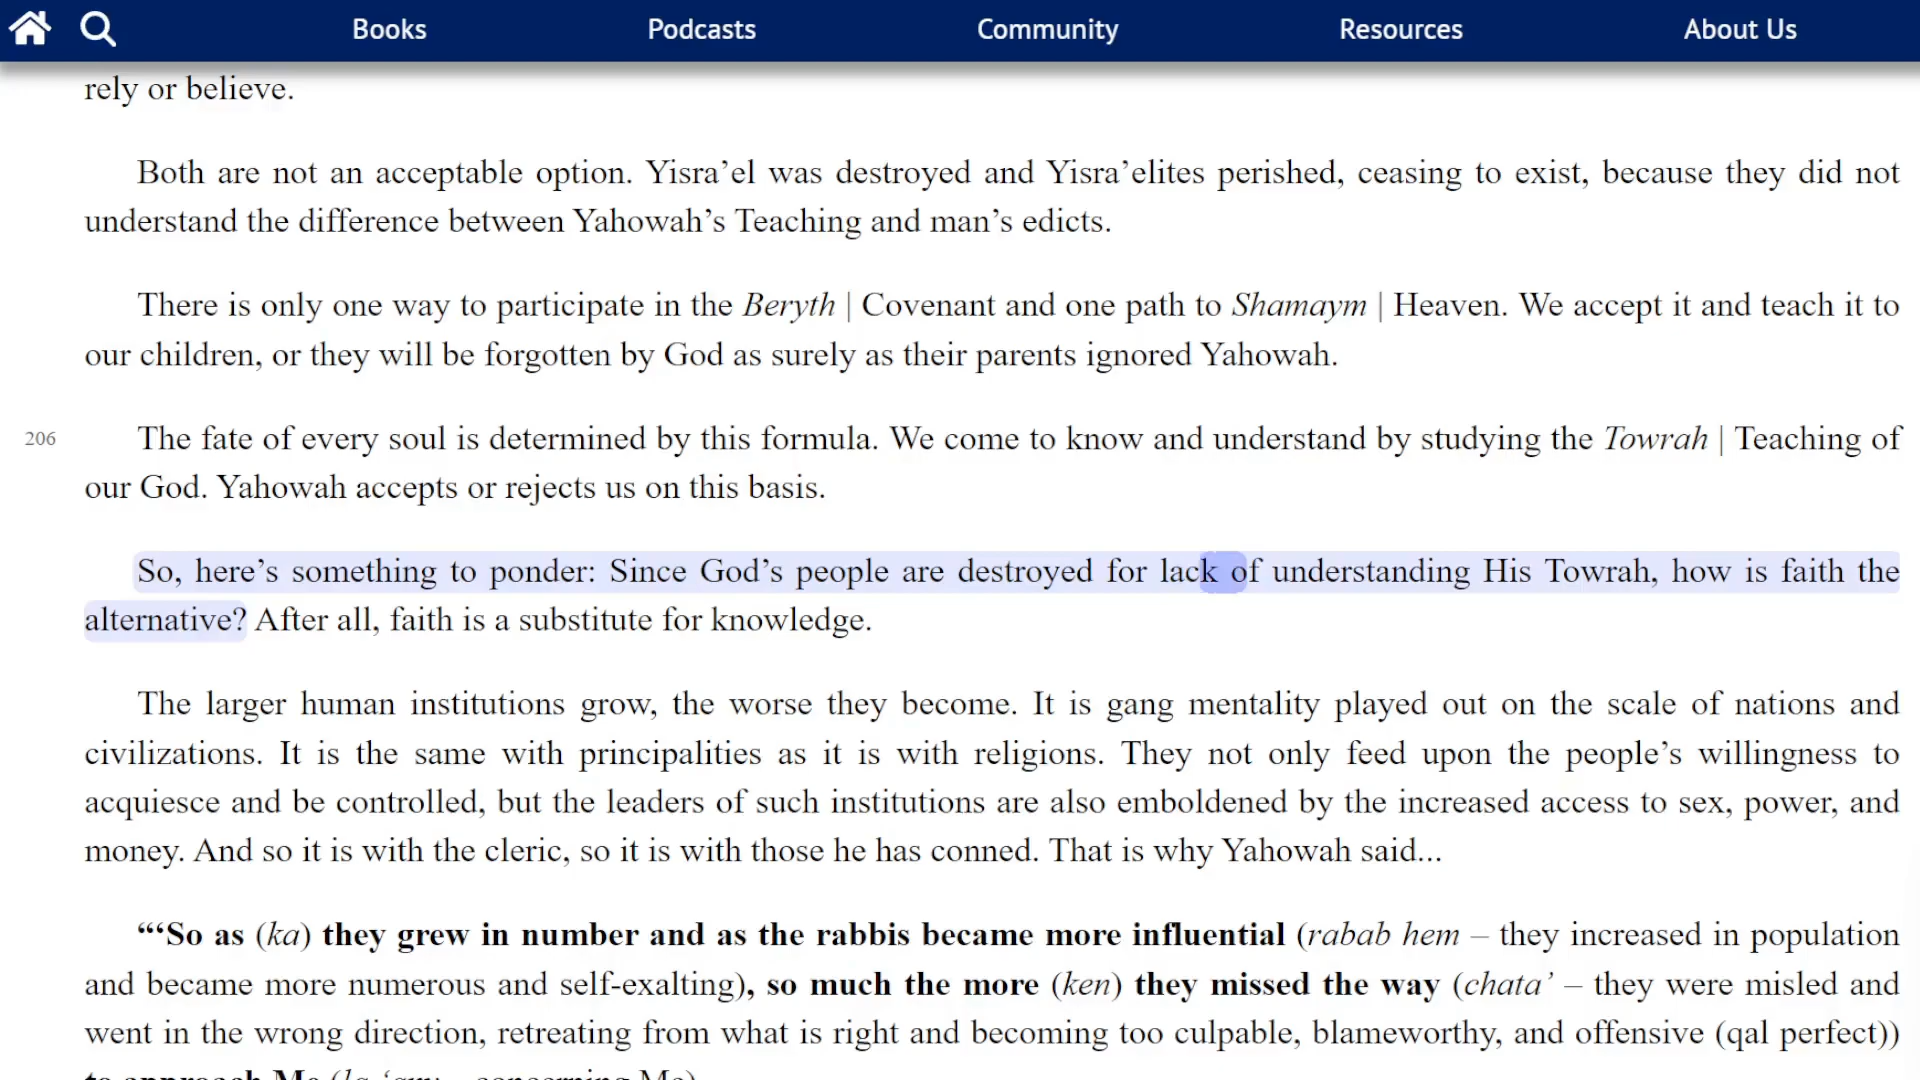 Books Podcasts Community Resources About Us
rely or believe.
Both are not an acceptable option. Yisra’el was destroyed and Yisra’elites perished, ceasing to exist, because they did not
understand the difference between Yahowah’s Teaching and man’s edicts.
There is only one way to participate in the Beryth | Covenant and one path to Shamaym | Heaven. We accept it and teach it to
our children, or they will be forgotten by God as surely as their parents ignored Yahowah.
206 The fate of every soul is determined by this formula. We come to know and understand by studying the Towrah | Teaching of
our God. Yahowah accepts or rejects us on this basis.
So, here’s something to ponder: Since God’s people are destroyed for lack of understanding His Towrah, how is faith the
alternative? After all, faith is a substitute for knowledge.
The larger human institutions grow, the worse they become. It is gang mentality played out on the scale of nations and
civilizations. It is the same with principalities as it is with religions. They not only feed upon the people’s willingness to
acquiesce and be controlled, but the leaders of such institutions are also emboldened by the increased access to sex, power, and
money. And so it is with the cleric, so it is with those he has conned. That is why Yahowah said...
“‘So as (ka) they grew in number and as the rabbis became more influential (rabab hem – they increased in population
and became more numerous and self-exalting), so much the more (ken) they missed the way (chata’ – they were misled and
went in the wrong direction, retreating from what is right and becoming too culpable, blameworthy, and offensive (qal perfect))
to approach Me (la ‘any – concerning Me)